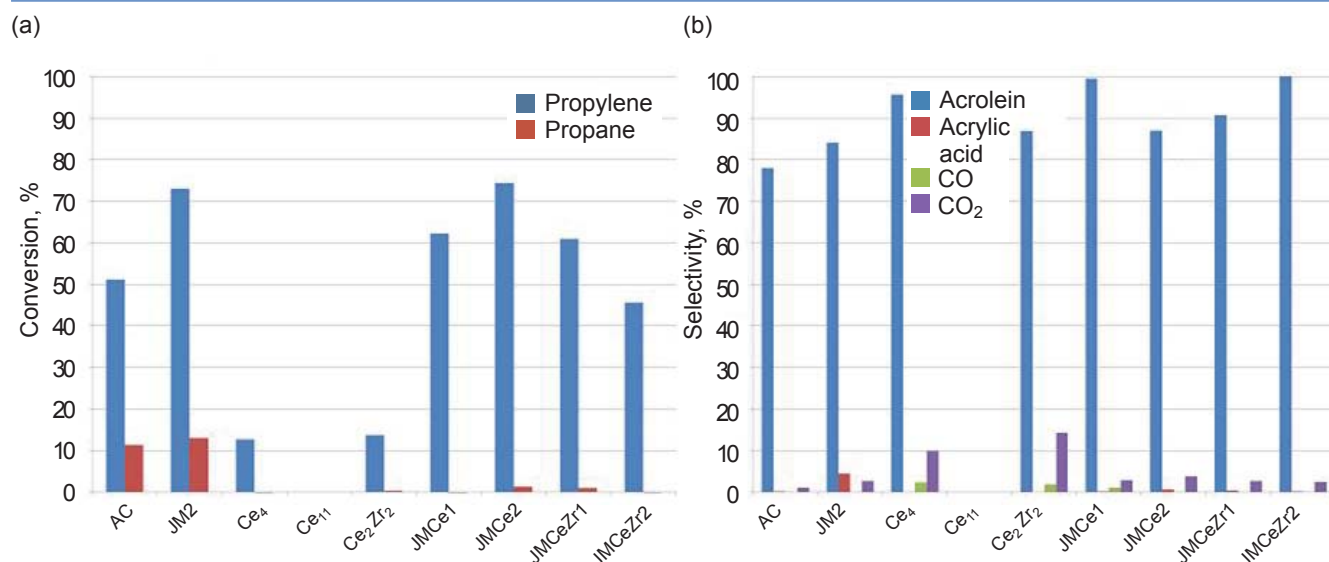 (a)
Conversion, %
100
90
80
70
60
50
40
30
20
10
0
Propylene
Propane
AC
JM2
Ce₄
Ce₁₁
Ce₂Zr₂
JMCe1
JMCe2
JMCeZr1
IMCeZr2
(b)
Selectivity, %
100
90
80
70
60
50
40
30
20
10
0
Acrolein
Acrylic
acid
CO
CO₂
AC
JM2
Ce₄
Ce₁₁
Ce₂Zr₂
JMCe1
JMCe2
JMCeZr1
IMCeZr2